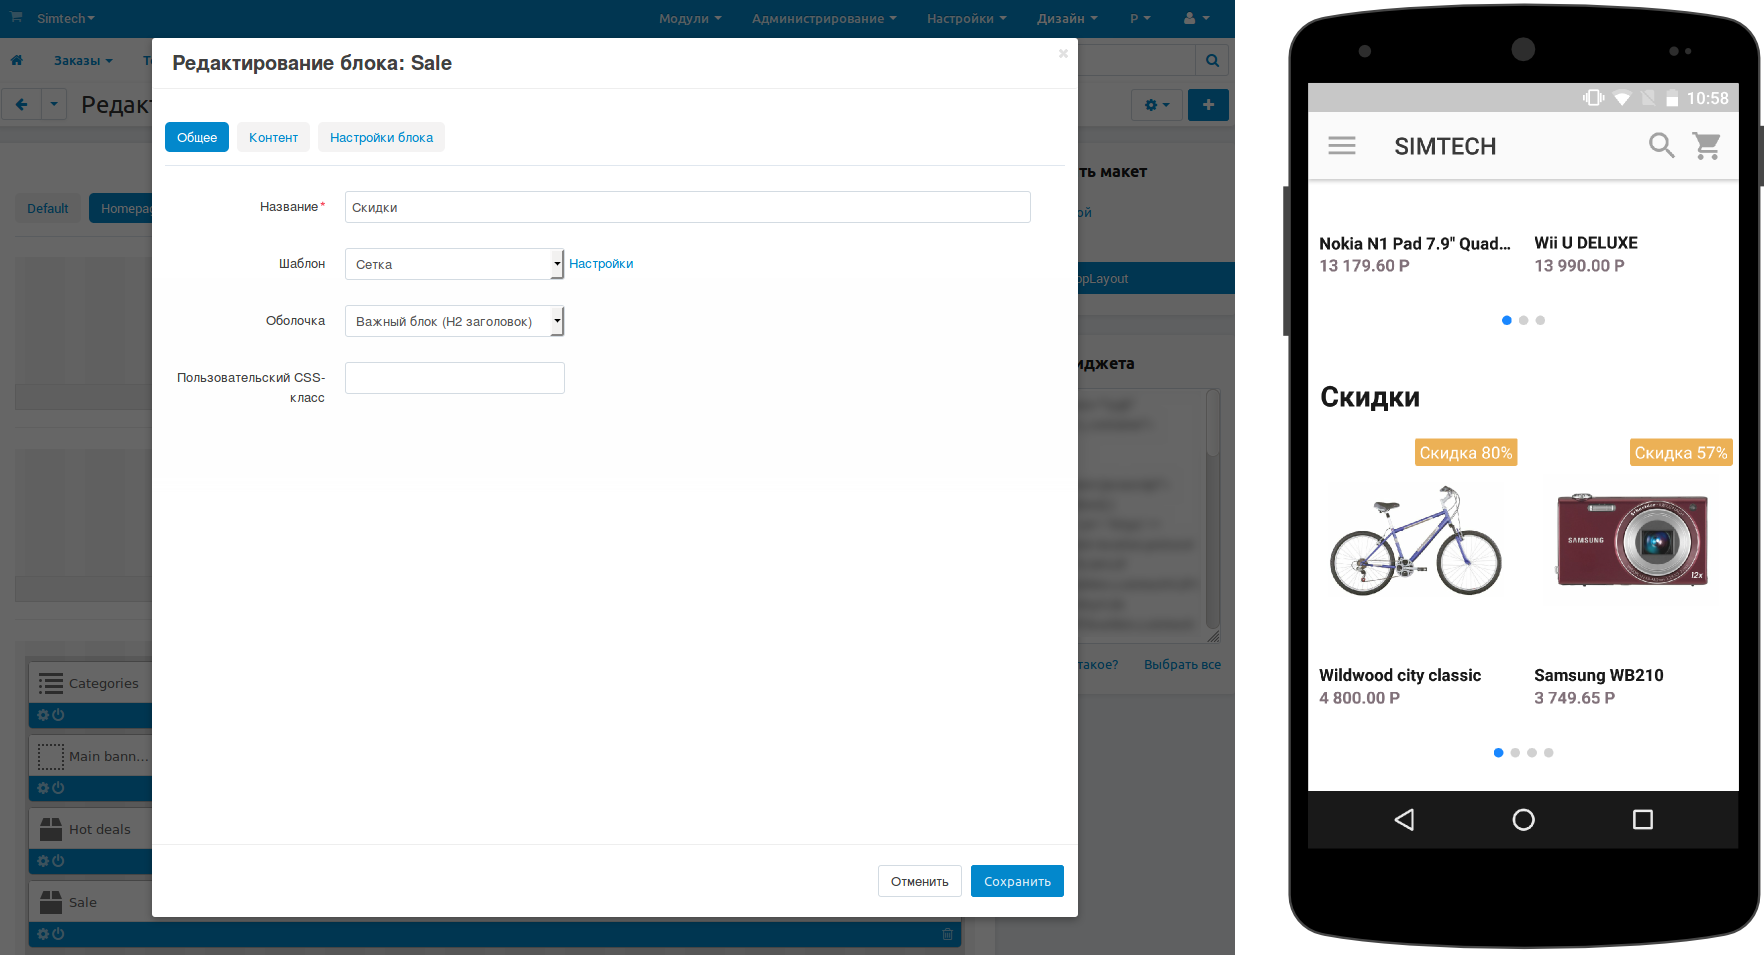 Simtech
Модули
Администрирование
Настройки
Дизайн
Р
Заказы
Редактирование блока: Sale
×
Редак
Общее
Контент
Настройки блока
ть макет
Default
Homepa
ой
Название*
Скидки
Шаблон
Сетка
Настройки
Оболочка
Важный блок (H2 заголовок)
Пользовательский CSS-
класс
ppLayout
иджета
такое?
Выбрать все
Categories
Main bann...
Hot deals
Sale
Отменить
Сохранить
10:58
SIMTECH
Nokia N1 Pad 7.9" Quad...
13 179.60 Р
Wii U DELUXE
13 990.00 Р
Скидки
Скидка 80%
Скидка 57%
SAMSUNG
12x
Wildwood city classic
4 800.00 Р
Samsung WB210
3 749.65 Р